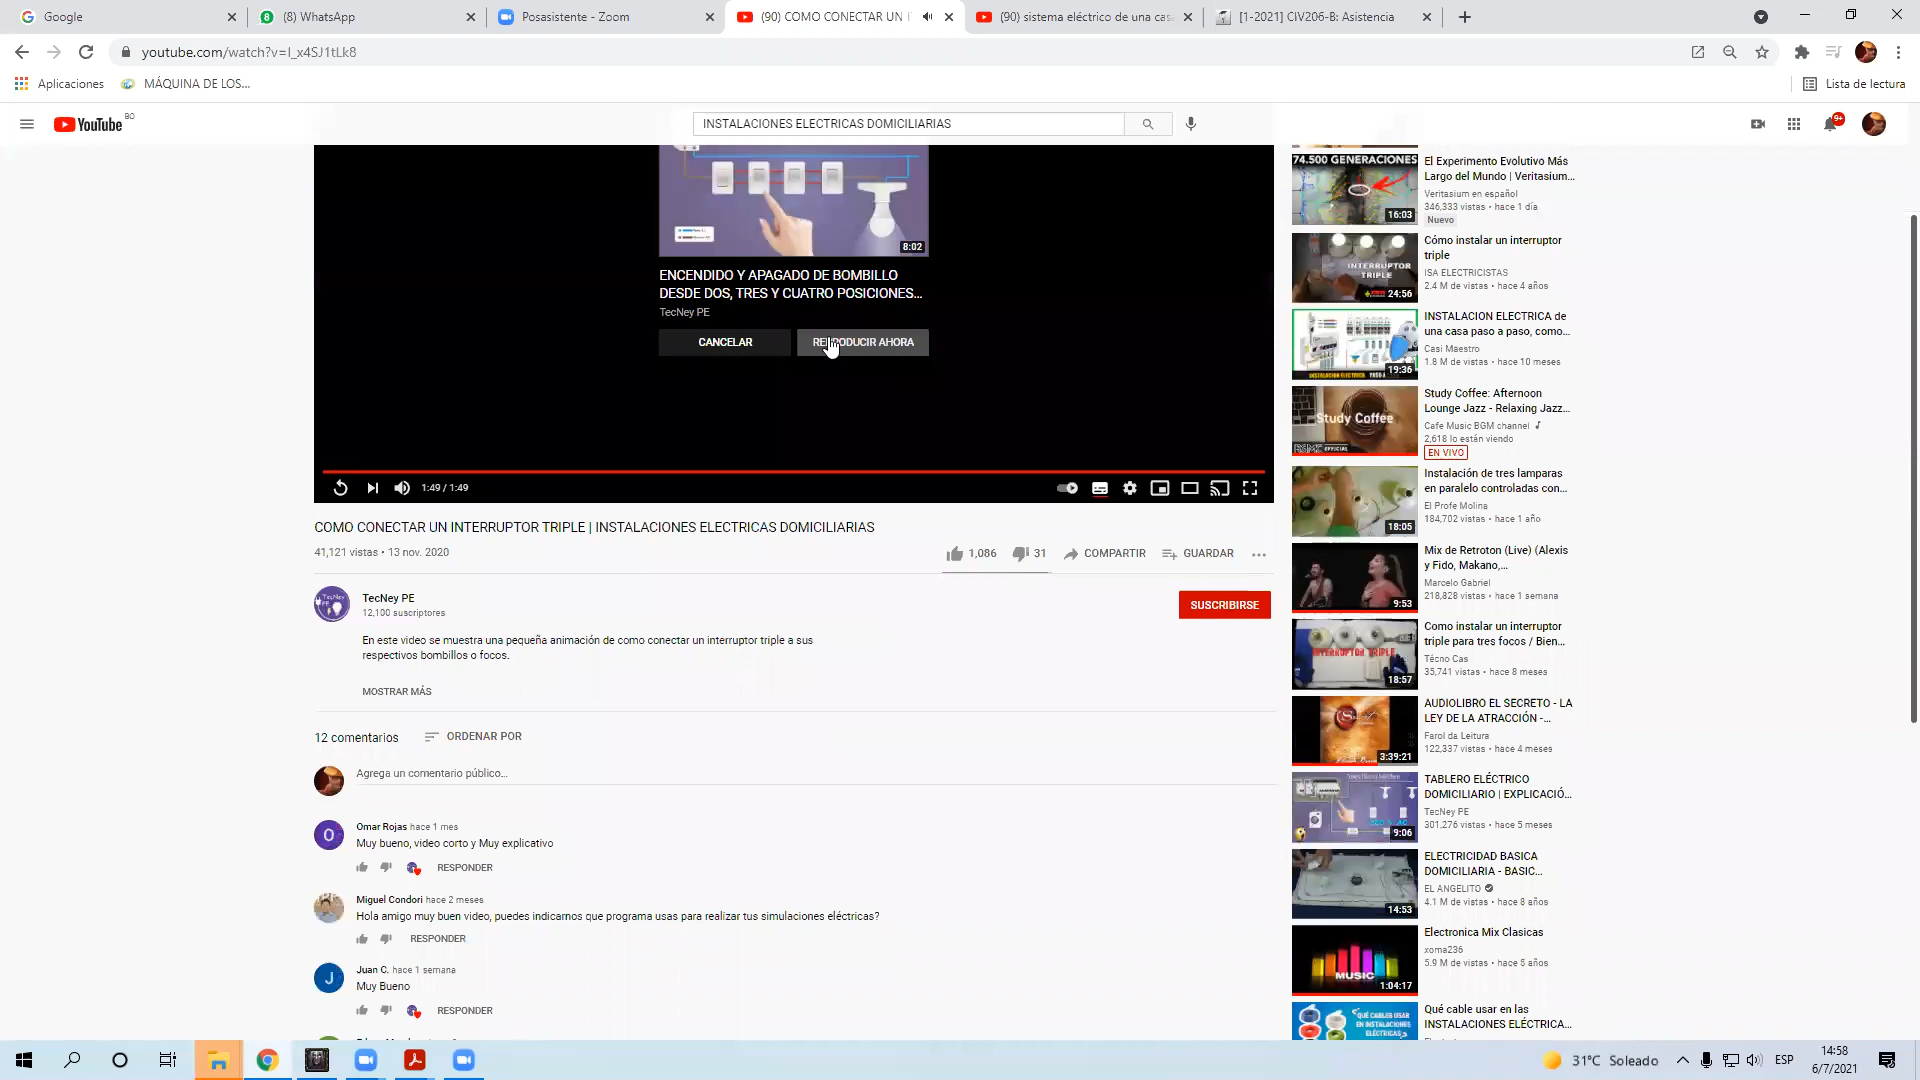 Google
(8) WhatsApp
Posasistente - Zoom
(90) COMO CONECTAR UN I
(90) sistema eléctrico de una casa
[1-2021] CIV206-B: Asistencia
youtube.com/watch?v=I_x4SJ1tLk8
Aplicaciones
MÁQUINA DE LOS...
Lista de lectura
YouTube BO
INSTALACIONES ELECTRICAS DOMICILIARIAS
9+
8:02
ENCENDIDO Y APAGADO DE BOMBILLO
DESDE DOS, TRES Y CUATRO POSICIONES...
TecNey PE
CANCELAR
REPRODUCIR AHORA
1:49 / 1:49
COMO CONECTAR UN INTERRUPTOR TRIPLE | INSTALACIONES ELECTRICAS DOMICILIARIAS
41,121 vistas • 13 nov. 2020
1,086
31
COMPARTIR
GUARDAR
TecNey PE
12,100 suscriptores
SUSCRIBIRSE
En este video se muestra una pequeña animación de como conectar un interruptor triple a sus
respectivos bombillos o focos.
MOSTRAR MÁS
12 comentarios
ORDENAR POR
Agrega un comentario público...
O
Omar Rojas hace 1 mes
Muy bueno, video corto y Muy explicativo
RESPONDER
Miguel Condori hace 2 meses
Hola amigo muy buen video, puedes indicarnos que programa usas para realizar tus simulaciones eléctricas?
RESPONDER
J
Juan C. hace 1 semana
Muy Bueno
RESPONDER
74.500 GENERACIONES
16:03
El Experimento Evolutivo Más
Largo del Mundo | Veritasium...
Veritasium en español
346,333 vistas • hace 1 día
Nuevo
INTERRUPTOR
TRIPLE
24:56
Cómo instalar un interruptor
triple
ISA ELECTRICISTAS
2.4 M de vistas • hace 4 años
19:36
INSTALACION ELECTRICA de
una casa paso a paso, como...
Casi Maestro
1.8 M de vistas • hace 10 meses
Study Coffee
Study Coffee: Afternoon
Lounge Jazz - Relaxing Jazz...
Cafe Music BGM channel
2,618 lo están viendo
EN VIVO
18:05
Instalación de tres lamparas
en paralelo controladas con...
El Profe Molina
184,702 vistas • hace 1 año
9:53
Mix de Retroton (Live) (Alexis
y Fido, Makano,...
Marcelo Gabriel
218,828 vistas • hace 1 semana
INTERRUPTOR TRIPLE
18:57
Como instalar un interruptor
triple para tres focos / Bien...
Técno Cas
35,741 vistas • hace 8 meses
3:39:21
AUDIOLIBRO EL SECRETO - LA
LEY DE LA ATRACCIÓN -...
Farol da Leitura
122,337 vistas • hace 4 meses
9:06
TABLERO ELÉCTRICO
DOMICILIARIO | EXPLICACIÓ...
TecNey PE
301,276 vistas • hace 5 meses
14:53
ELECTRICIDAD BASICA
DOMICILIARIA - BASIC...
EL ANGELITO
4.1 M de vistas • hace 8 años
MUSIC
1:04:17
Electronica Mix Clasicas
xoma236
5.9 M de vistas • hace 5 años
QUÉ CABLES USAR
EN INSTALACIONES
ELÉCTRICAS
Qué cable usar en las
INSTALACIONES ELÉCTRICA...
31°C Soleado
ESP
14:58
6/7/2021